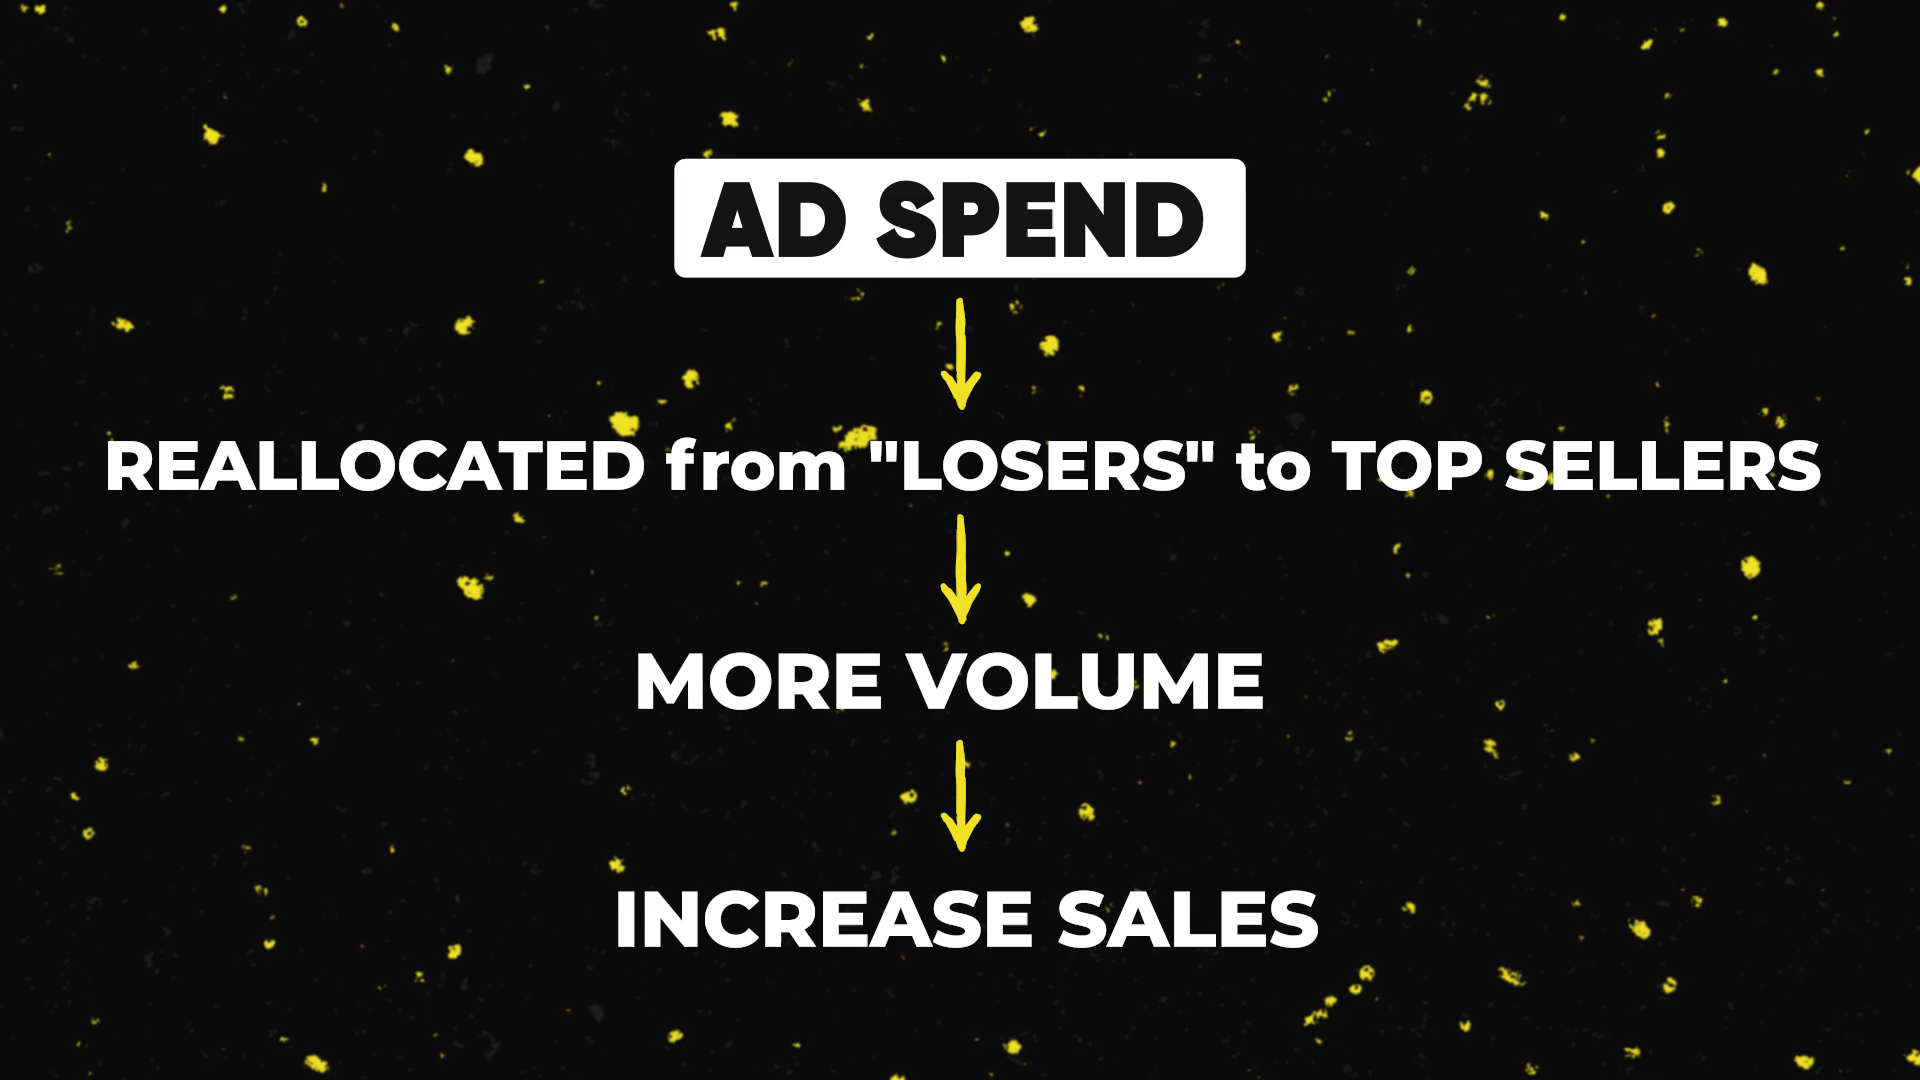 AD SPEND
REALLOCATED from "LOSERS" to TOP SELLERS
MORE VOLUME
INCREASE SALES